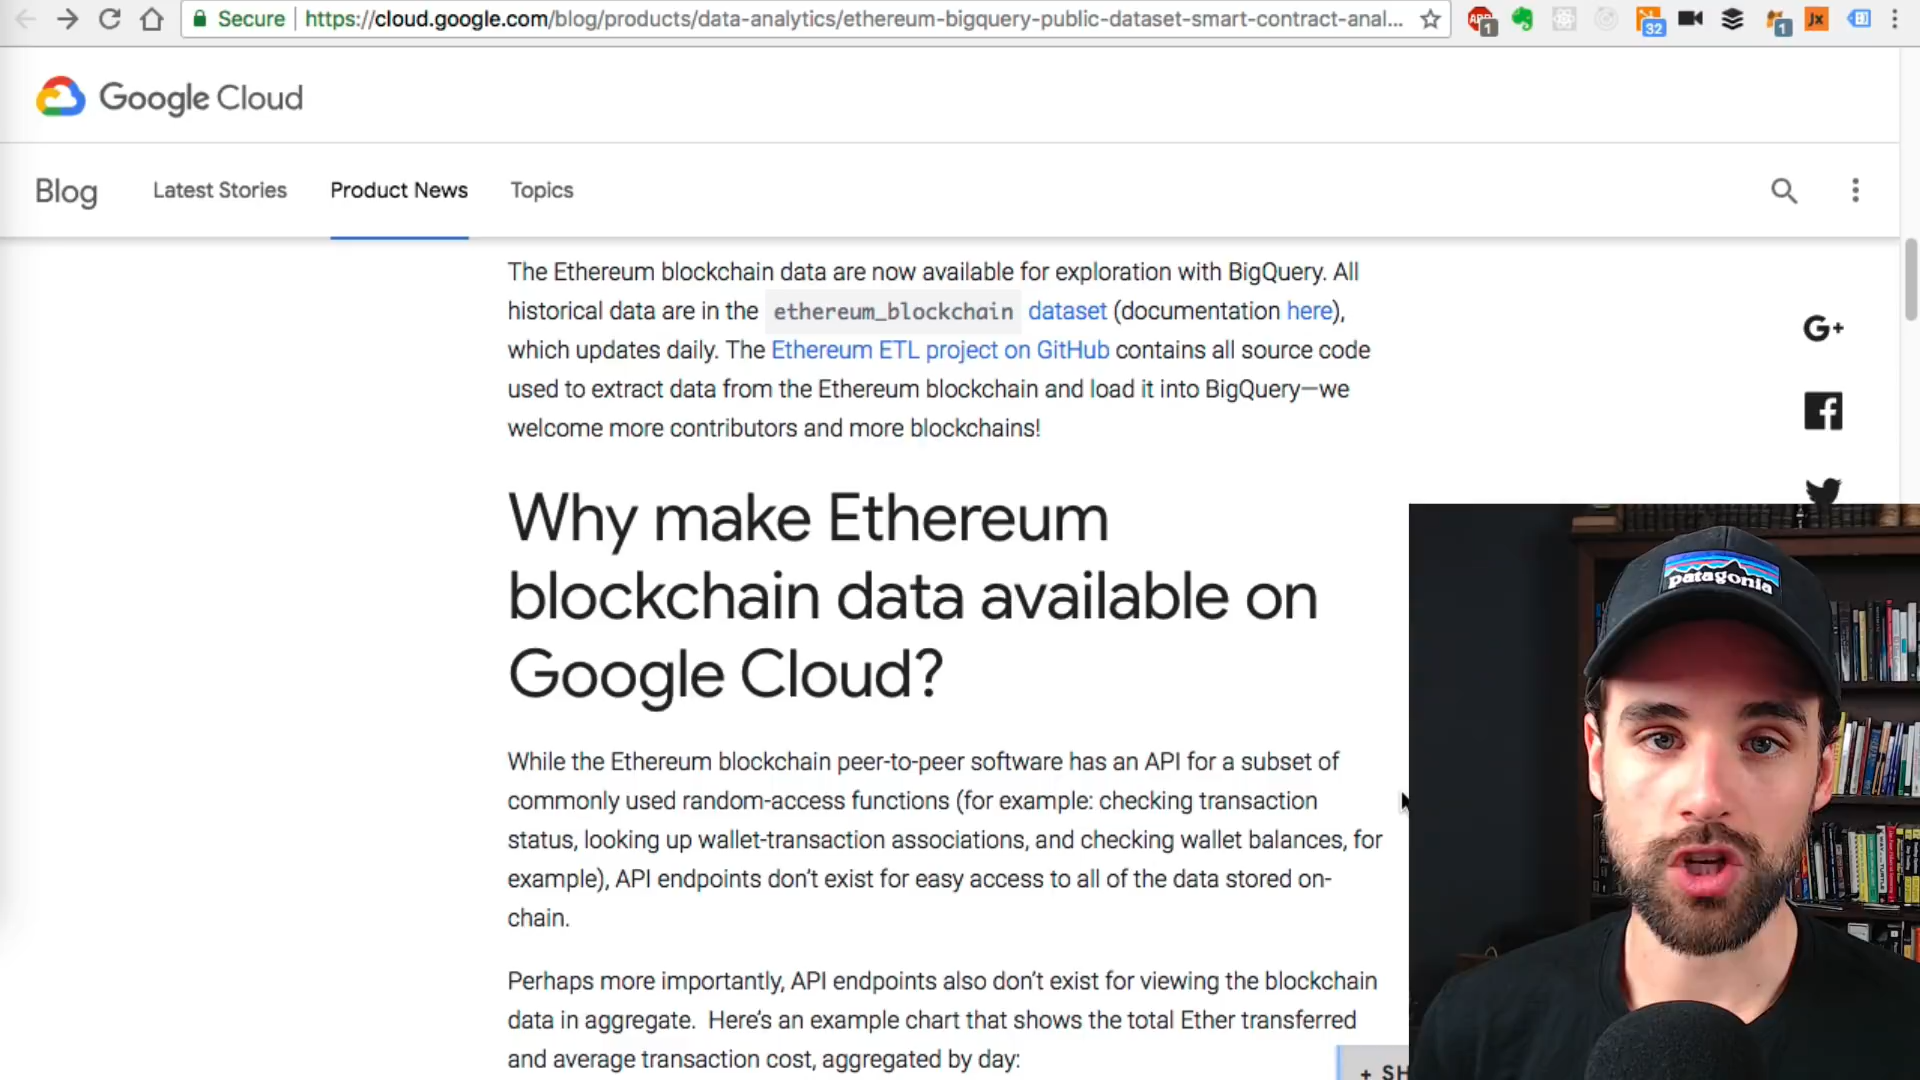 Secure
https://cloud.google.com/blog/products/data-analytics/ethereum-bigquery-public-dataset-smart-contract-anal...
1
32
1
Jx
Google Cloud
Blog
Latest Stories
Product News
Topics
The Ethereum blockchain data are now available for exploration with BigQuery. All
historical data are in the ethereum_blockchain dataset (documentation here),
which updates daily. The Ethereum ETL project on GitHub contains all source code
used to extract data from the Ethereum blockchain and load it into BigQuery—we
welcome more contributors and more blockchains!
G+
Why make Ethereum
blockchain data available on
Google Cloud?
patagonia
While the Ethereum blockchain peer-to-peer software has an API for a subset of
commonly used random-access functions (for example: checking transaction
status, looking up wallet-transaction associations, and checking wallet balances, for
example), API endpoints don’t exist for easy access to all of the data stored on-
chain.
Perhaps more importantly, API endpoints also don’t exist for viewing the blockchain
data in aggregate. Here’s an example chart that shows the total Ether transferred
and average transaction cost, aggregated by day:
+ SH